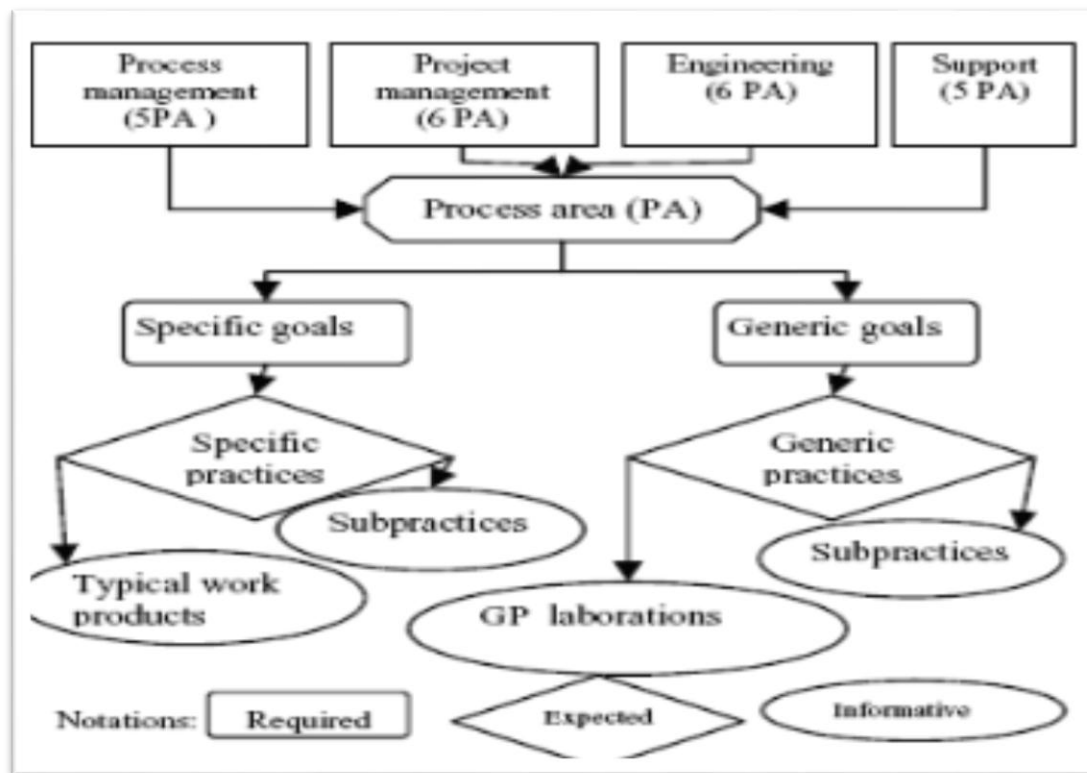 Process
management
(5PA )
Project
management
(6 PA)
Engineering
(6 PA)
Support
(5 PA)
Process area (PA)
Specific goals
Generic goals
Specific
practices
Generic
practices
Subpractices
Subpractices
Typical work
products
GP laborations
Notations:
Required
Expected
Informative